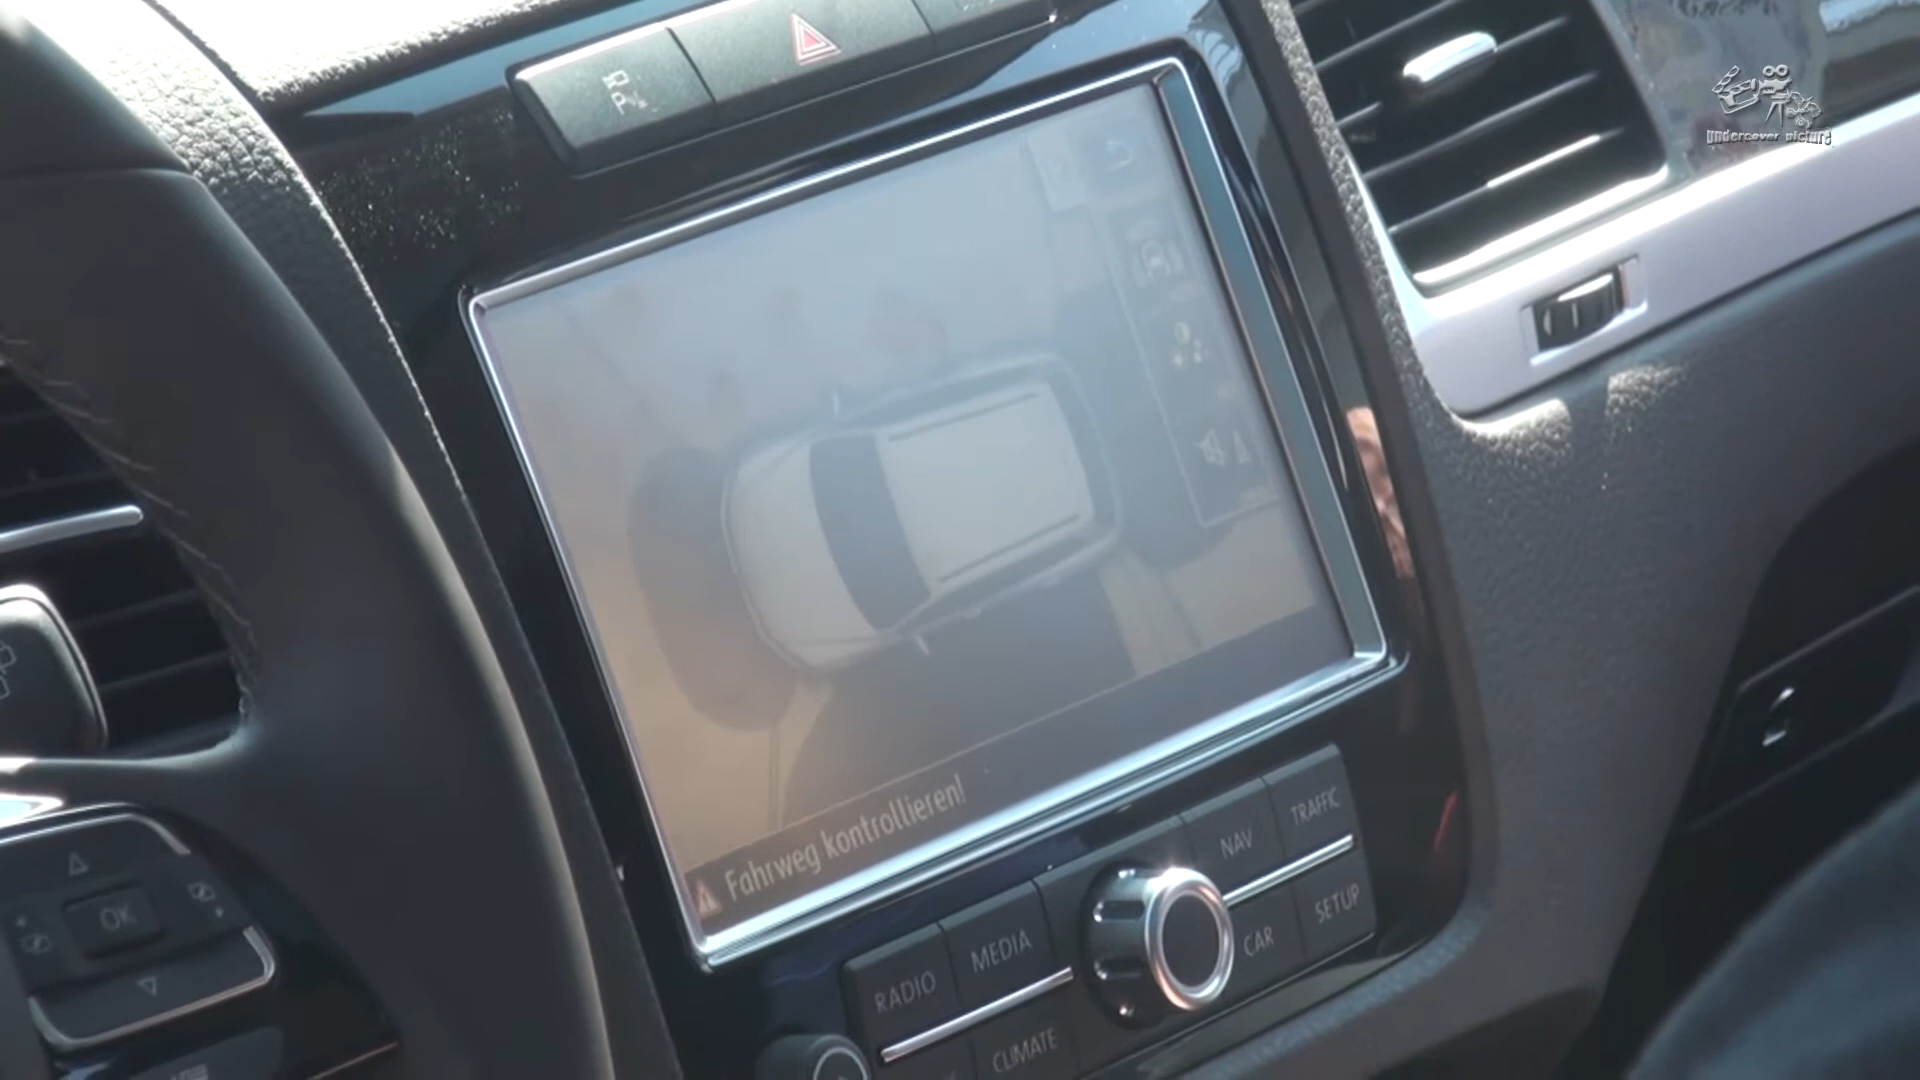 undercover picture
P
Fahrweg kontrollieren!
NAV
TRAFFIC
RADIO
MEDIA
CAR
SETUP
CLIMATE
OK